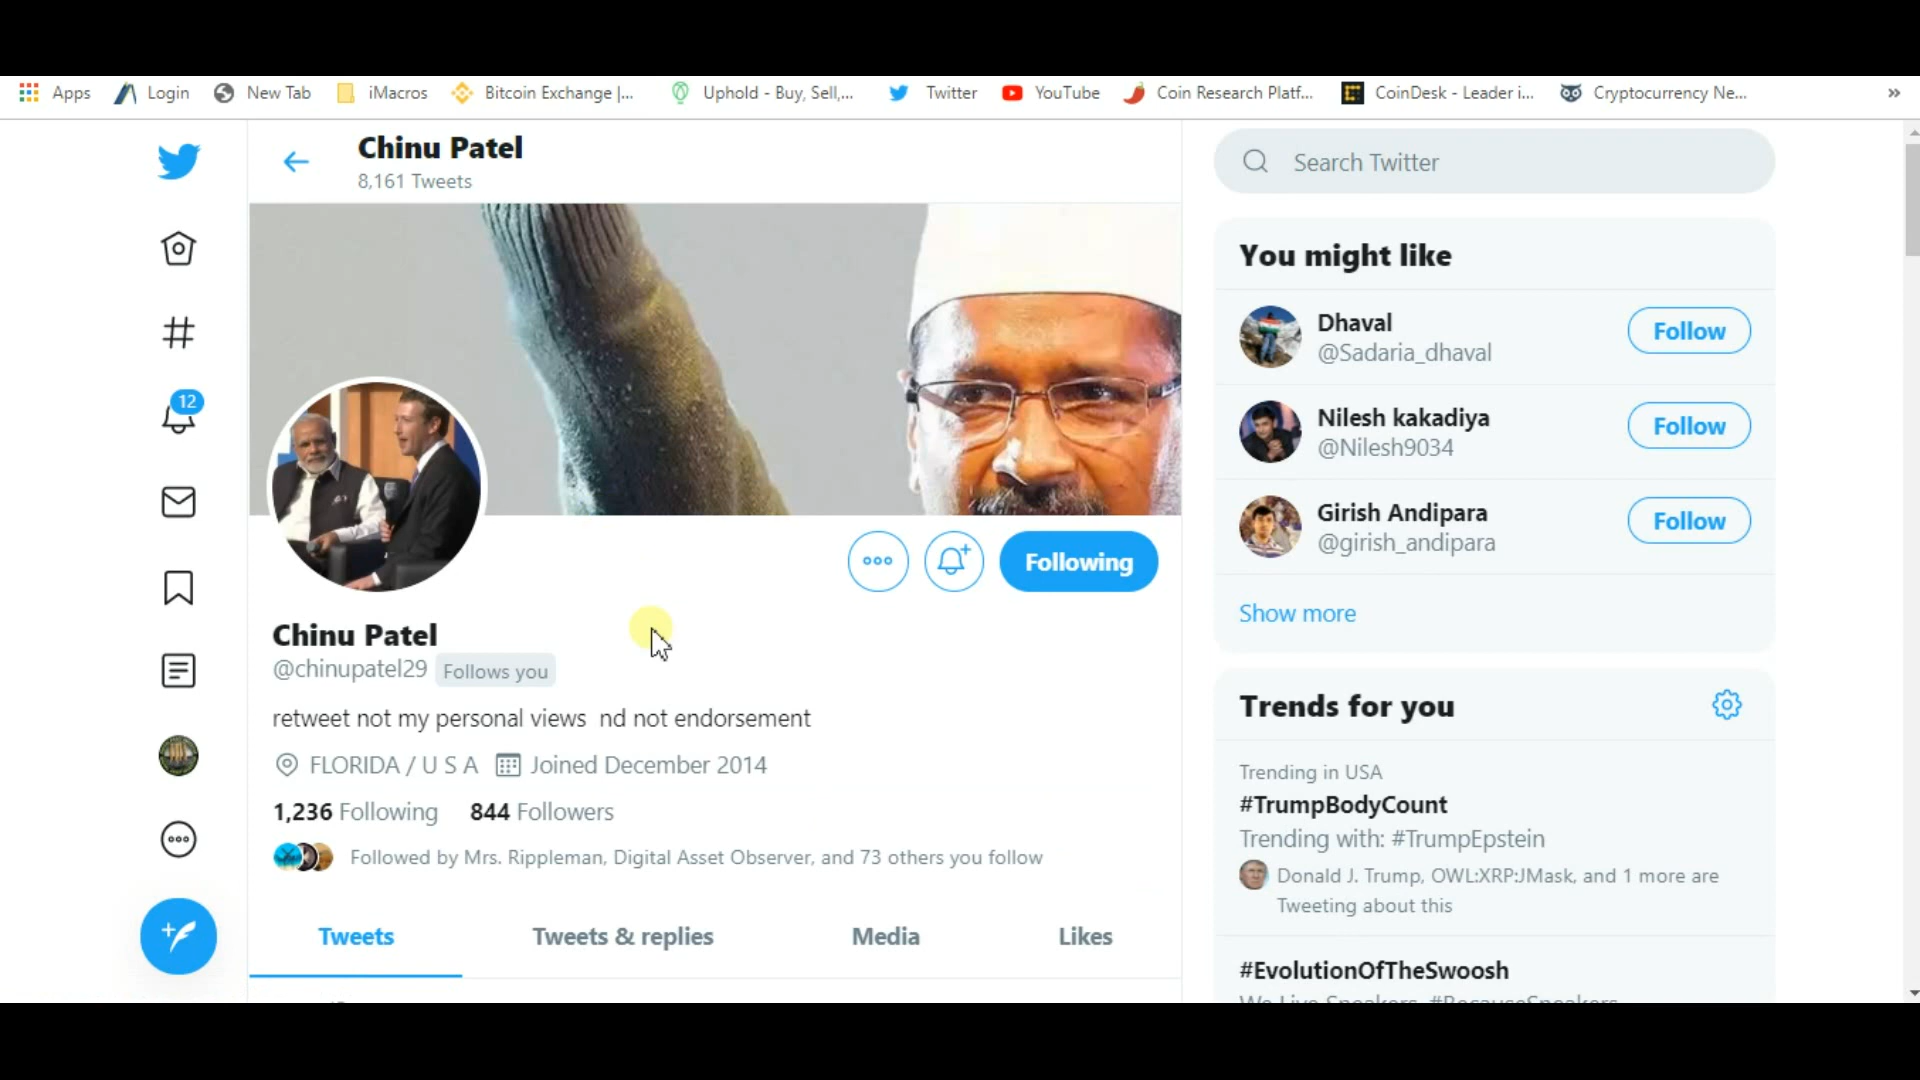 Apps Login New Tab iMacros Bitcoin Exchange |... Uphold - Buy, Sell,... Twitter YouTube Coin Research Platf... CoinDesk - Leader i... Cryptocurrency Ne... »
Chinu Patel
8,161 Tweets
12
Chinu Patel
@chinupatel29 Follows you
Following
retweet not my personal views nd not endorsement
FLORIDA / U S A Joined December 2014
1,236 Following 844 Followers
Followed by Mrs. Rippleman, Digital Asset Observer, and 73 others you follow
Tweets Tweets & replies Media Likes
Search Twitter
You might like
Dhaval
@Sadaria_dhaval
Follow
Nilesh kakadiya
@Nilesh9034
Follow
Girish Andipara
@girish_andipara
Follow
Show more
Trends for you
Trending in USA
#TrumpBodyCount
Trending with: #TrumpEpstein
Donald J. Trump, OWL:XRP:JMask, and 1 more are
Tweeting about this
#EvolutionOfTheSwoosh
We Live Sneakers, #BecauseSneakers